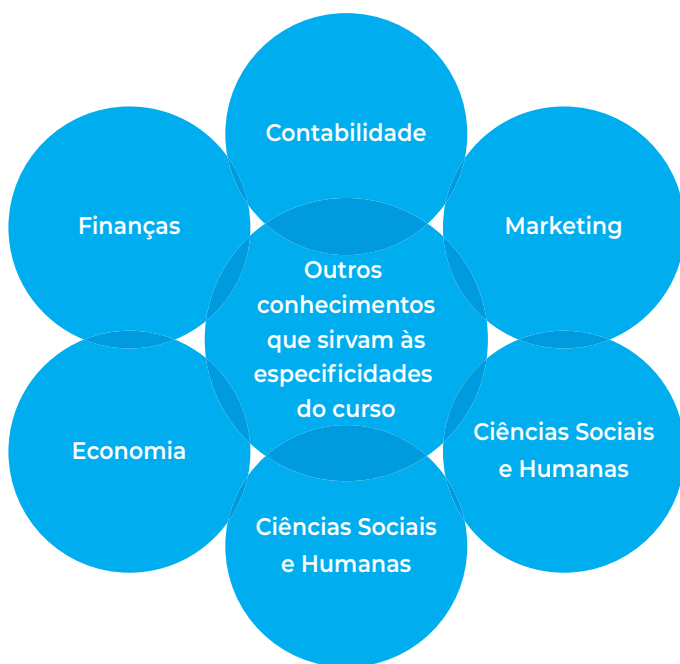 Contabilidade
Finanças
Marketing
Outros
conhecimentos
que sirvam às
especificidades
do curso
Economia
Ciências Sociais
e Humanas
Ciências Sociais
e Humanas